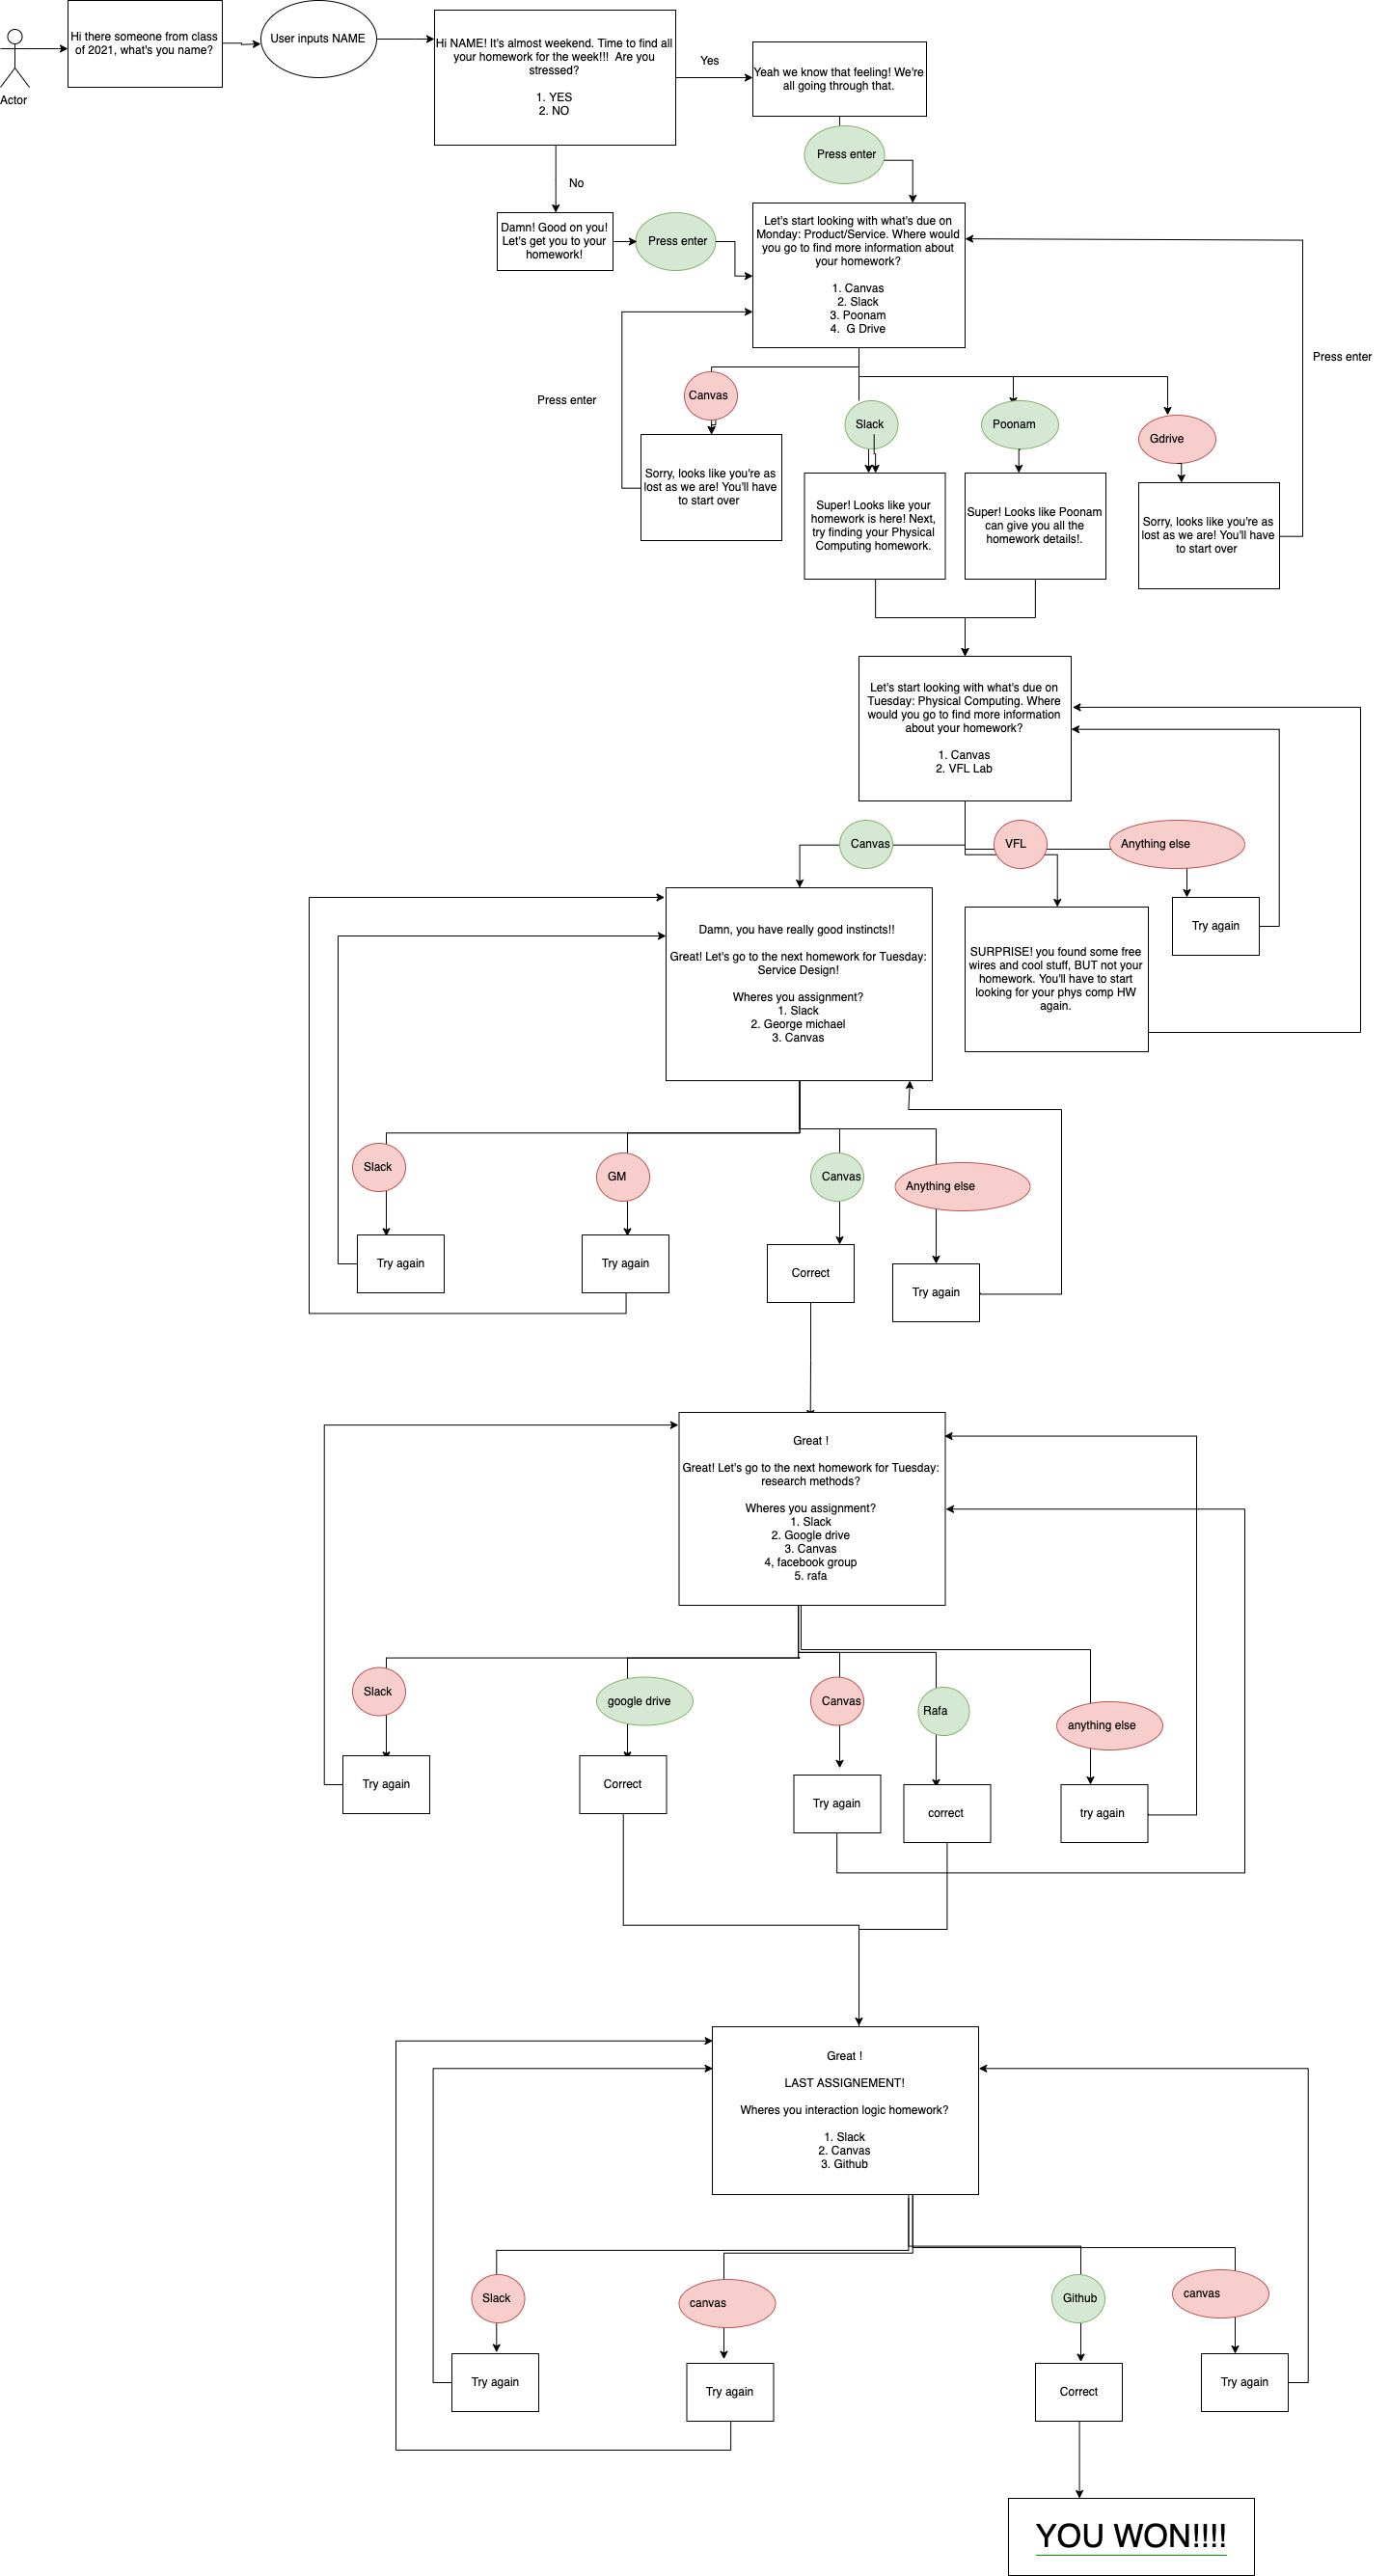 Hi there someone from class
of 2021, what's you name?
User inputs NAME
Hi NAME! It's almost weekend. Time to find all
your homework for the week!!!  Are you
stressed?
1. YES
2. NO
Yes
Yeah we know that feeling! We're
all going through that.
Actor
Press enter
No
Damn! Good on you!
Let's get you to your
homework!
Press enter
Let's start looking with what's due on
Monday: Product/Service. Where would
you go to find more information about
your homework?
1. Canvas
2. Slack
3. Poonam
4.  G Drive
Press enter
Press enter
Canvas
Slack
Poonam
Gdrive
Sorry, looks like you're as
lost as we are! You'll have
to start over
Super! Looks like your
homework is here! Next,
try finding your Physical
Computing homework.
Super! Looks like Poonam
can give you all the
homework details!.
Sorry, looks like you're as
lost as we are! You'll have
to start over
Let's start looking with what's due on
Tuesday: Physical Computing. Where
would you go to find more information
about your homework?
1. Canvas
2. VFL Lab
Canvas
VFL
Anything else
Damn, you have really good instincts!!
Great! Let's go to the next homework for Tuesday:
Service Design!
Wheres you assignment?
1. Slack
2. George michael
3. Canvas
SURPRISE! you found some free
wires and cool stuff, BUT not your
homework. You'll have to start
looking for your phys comp HW
again.
Try again
Slack
GM
Canvas
Anything else
Try again
Try again
Correct
Try again
Great !
Great! Let's go to the next homework for Tuesday:
research methods?
Wheres you assignment?
1. Slack
2. Google drive
3. Canvas
4, facebook group
5. rafa
Slack
google drive
Canvas
Rafa
anything else
Try again
Correct
Try again
correct
try again
Great !
LAST ASSIGNEMENT!
Wheres you interaction logic homework?
1. Slack
2. Canvas
3. Github
Slack
canvas
Github
canvas
Try again
Try again
Correct
Try again
YOU WON!!!!